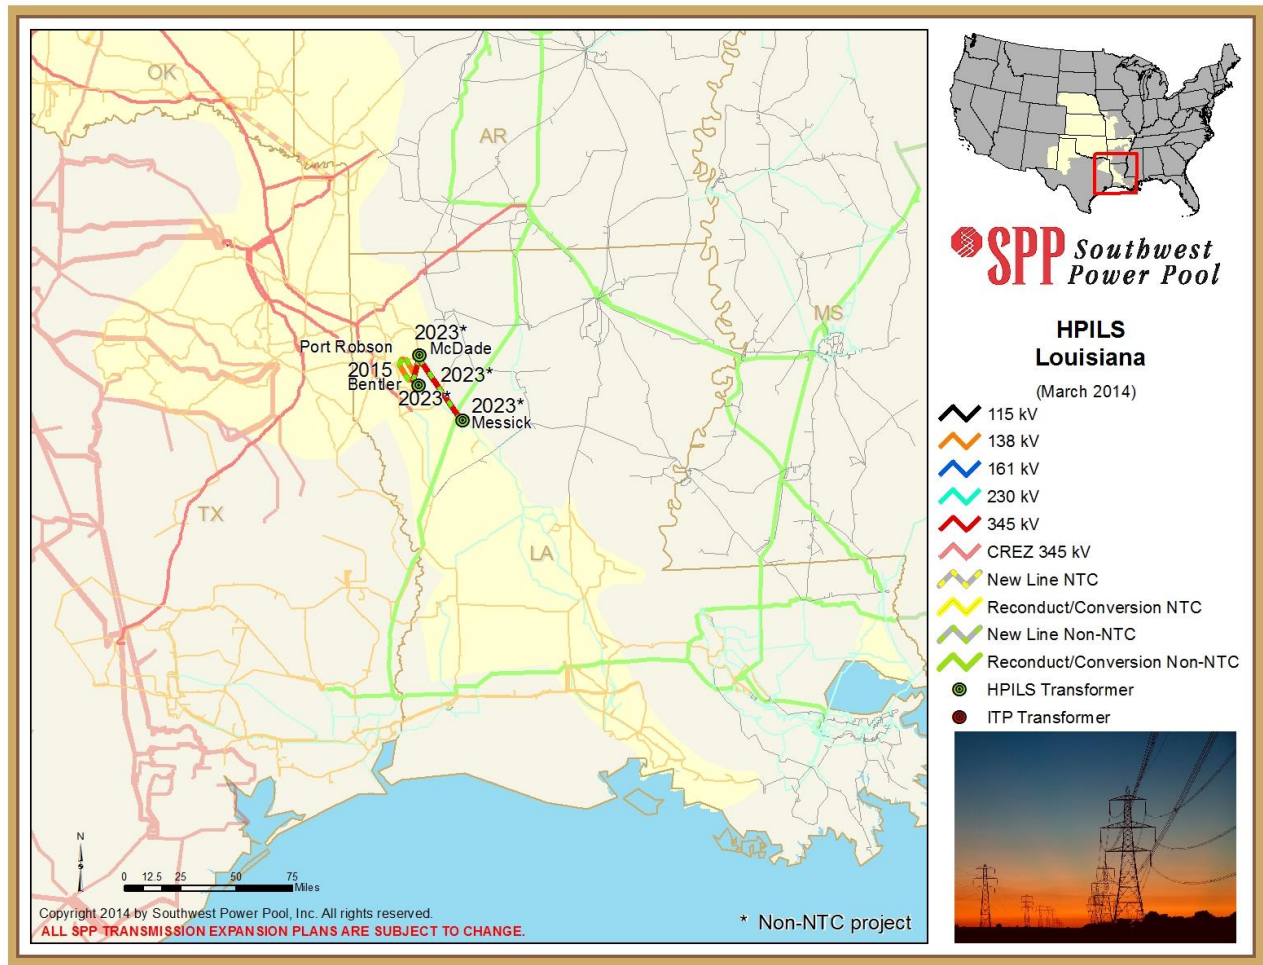 OK
AR
MS
TX
LA
2023*
McDade
Port Robson
2015
Bentler
2023*
2023*
2023*
Messick
N
0 12.5 25 50 75
Miles
Copyright 2014 by Southwest Power Pool, Inc. All rights reserved.
ALL SPP TRANSMISSION EXPANSION PLANS ARE SUBJECT TO CHANGE.
* Non-NTC project
SPP Southwest
Power Pool
HPILS
Louisiana
(March 2014)
115 kV
138 kV
161 kV
230 kV
345 kV
CREZ 345 kV
New Line NTC
Reconduct/Conversion NTC
New Line Non-NTC
Reconduct/Conversion Non-NTC
HPILS Transformer
ITP Transformer